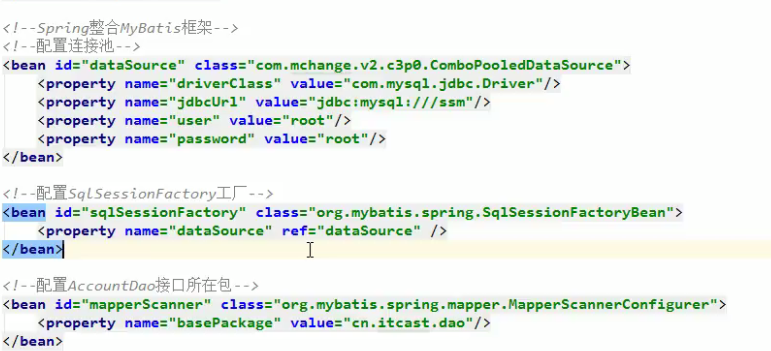 <!--Spring整合MyBatis框架-->
<!--配置连接池-->
<bean id="dataSource" class="com.mchange.v2.c3p0.ComboPooledDataSource">
    <property name="driverClass" value="com.mysql.jdbc.Driver"/>
    <property name="jdbcUrl" value="jdbc:mysql:///ssm"/>
    <property name="user" value="root"/>
    <property name="password" value="root"/>
</bean>
<!--配置SqlSessionFactory工厂-->
<bean id="sqlSessionFactory" class="org.mybatis.spring.SqlSessionFactoryBean">
    <property name="dataSource" ref="dataSource" />
</bean>
<!--配置AccountDao接口所在包-->
<bean id="mapperScanner" class="org.mybatis.spring.mapper.MapperScannerConfigurer">
    <property name="basePackage" value="cn.itcast.dao"/>
</bean>